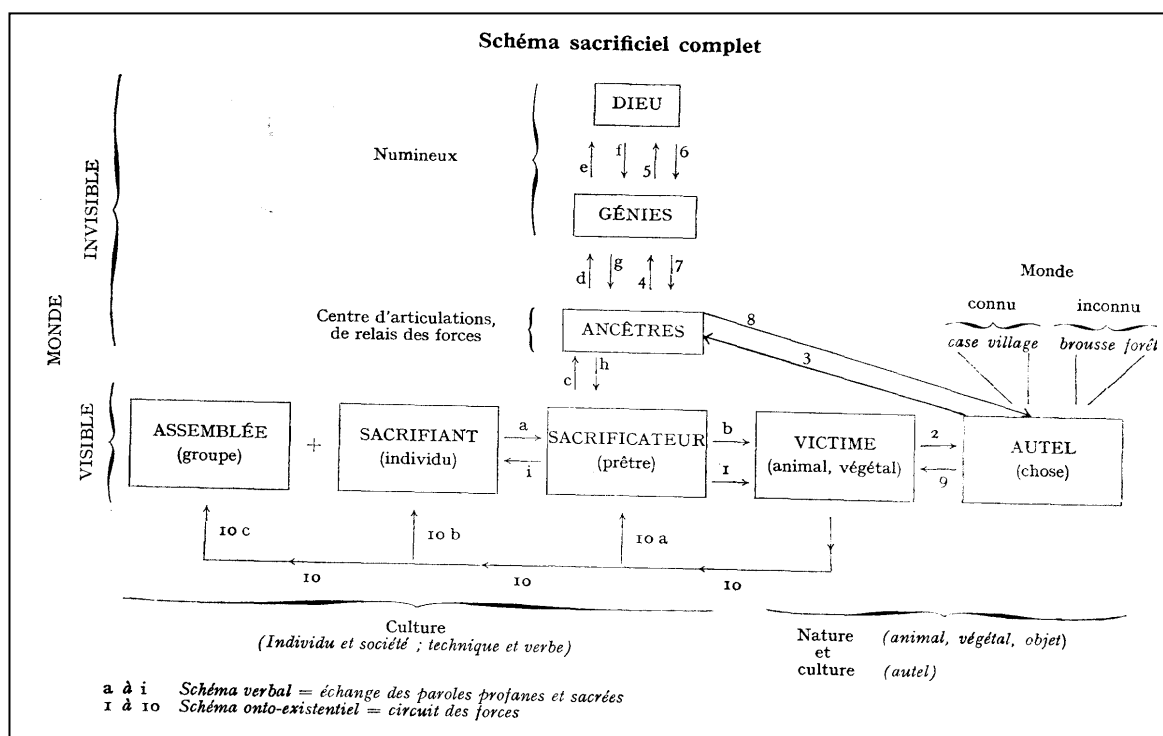 Schéma sacrificiel complet
DIEU
Numineux
e f 5 6
GÉNIES
d g 4 7
MONDE
INVISIBLE
VISIBLE
Centre d'articulations,
de relais des forces
ANCÊTRES
8
3
c h
Monde
connu inconnu
case village brousse forêt
ASSEMBLÉE
(groupe)
+
SACRIFIANT
(individu)
a
i
SACRIFICATEUR
(prêtre)
b
1
VICTIME
(animal, végétal)
2
9
AUTEL
(chose)
10 c 10 b 10 a
10 10 10
Culture
(Individu et société ; technique et verbe)
Nature (animal, végétal, objet)
et
culture (autel)
a à i Schéma verbal = échange des paroles profanes et sacrées
1 à 10 Schéma onto-existentiel = circuit des forces